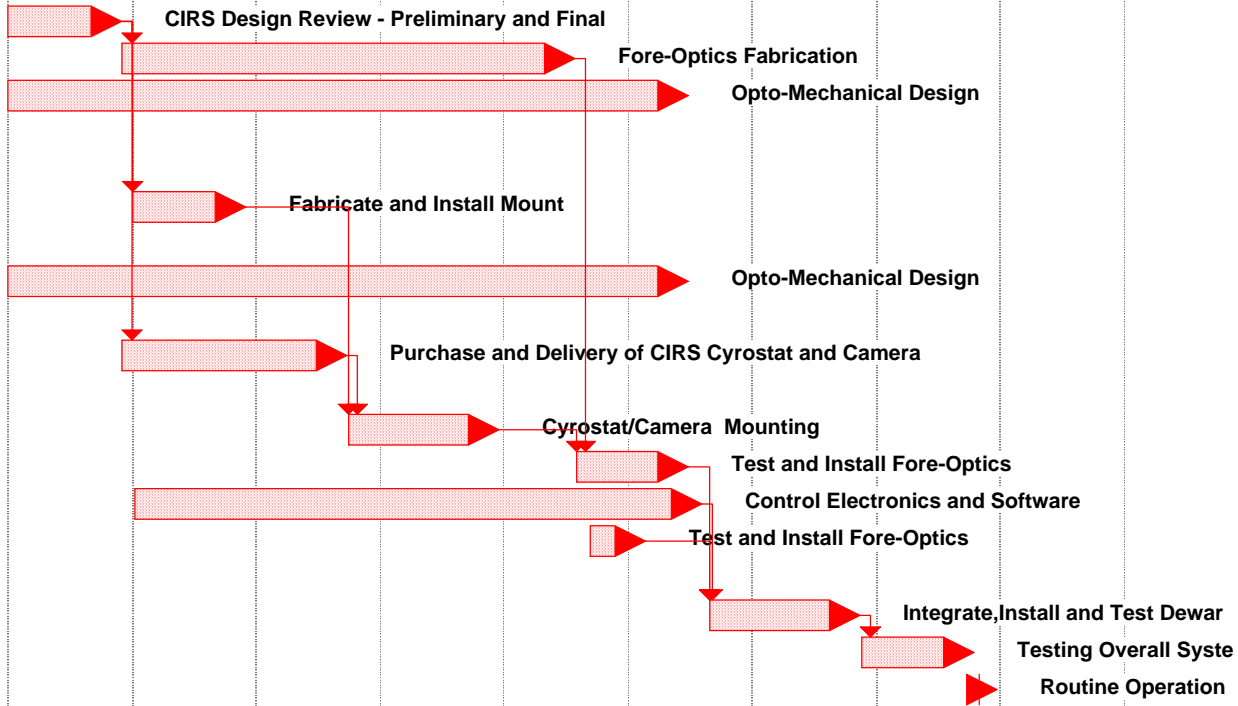 CIRS Design Review - Preliminary and Final
Fore-Optics Fabrication
Opto-Mechanical Design
Fabricate and Install Mount
Opto-Mechanical Design
Purchase and Delivery of CIRS Cyrostat and Camera
Cyrostat/Camera Mounting
Test and Install Fore-Optics
Control Electronics and Software
Test and Install Fore-Optics
Integrate,Install and Test Dewar
Testing Overall Syste
Routine Operation